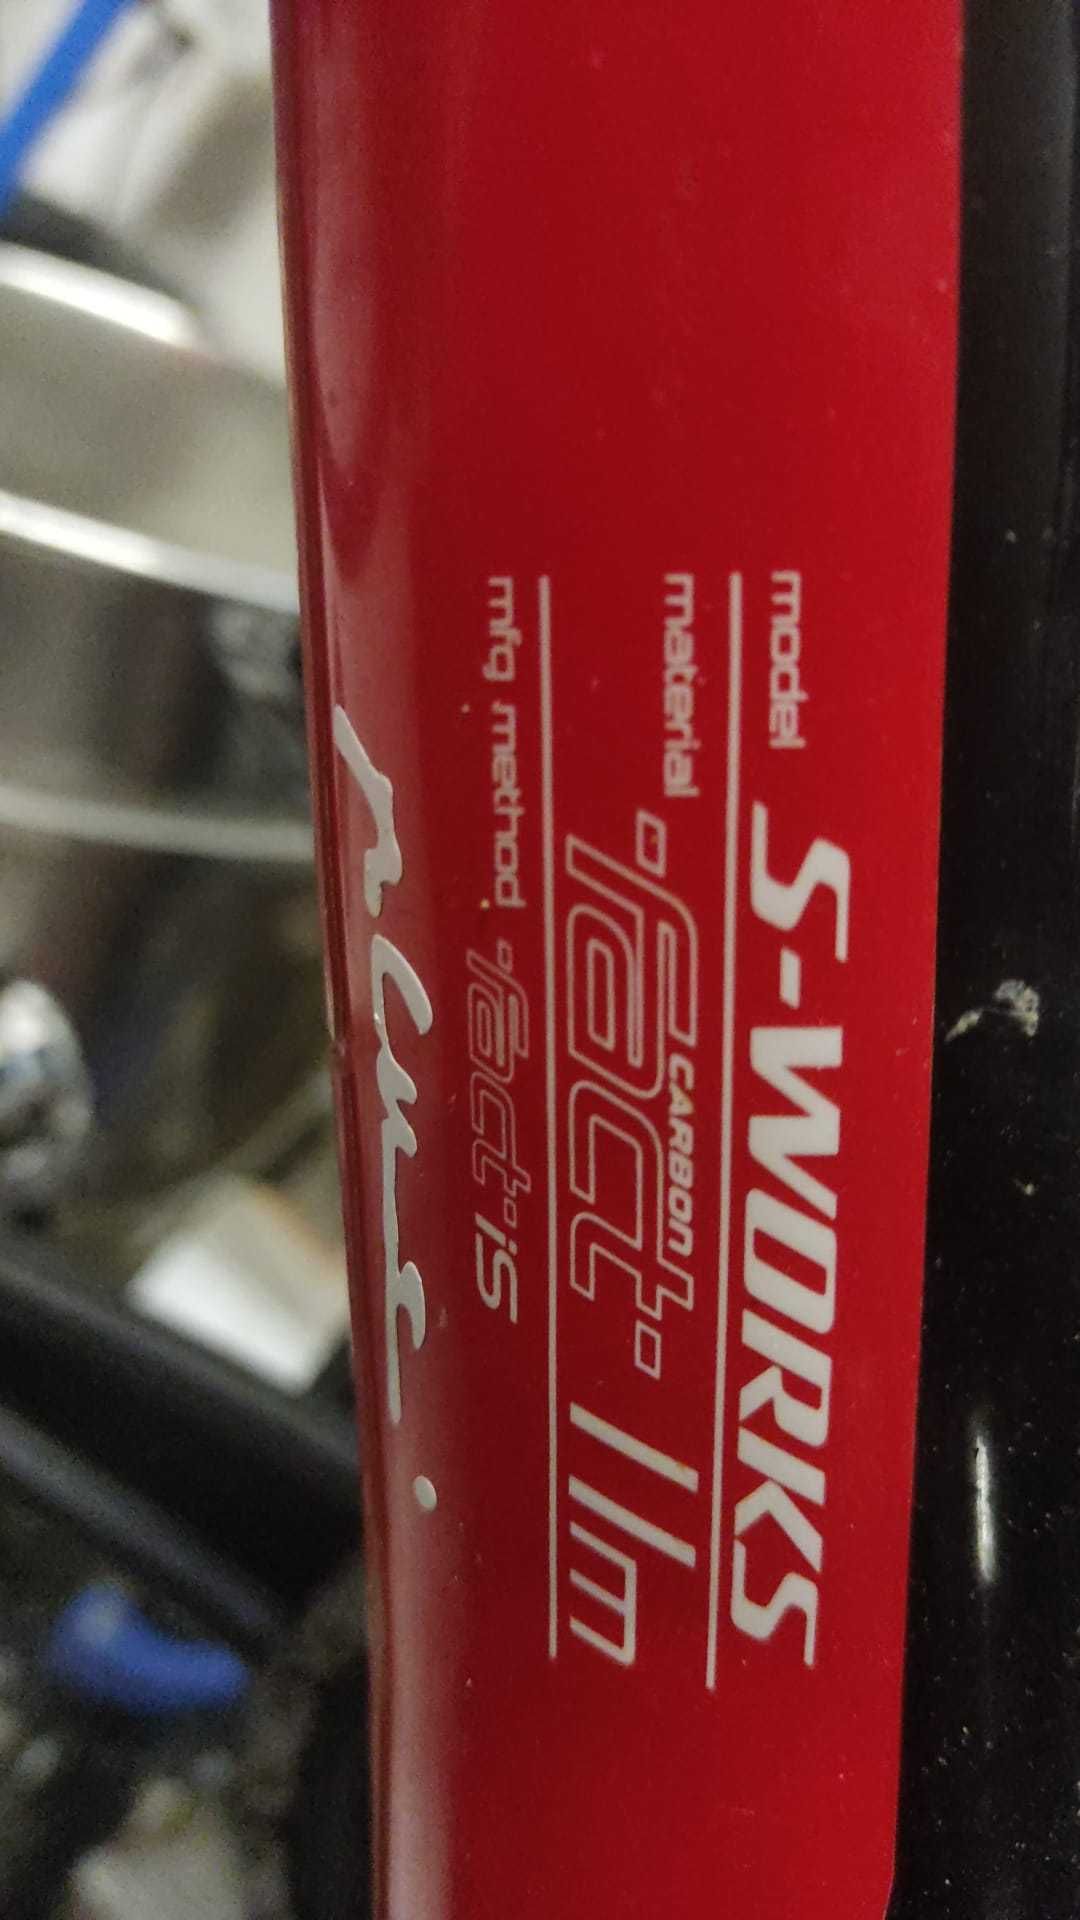 model S-WORKS
material fact CARBON 11m
mfg method fact iS